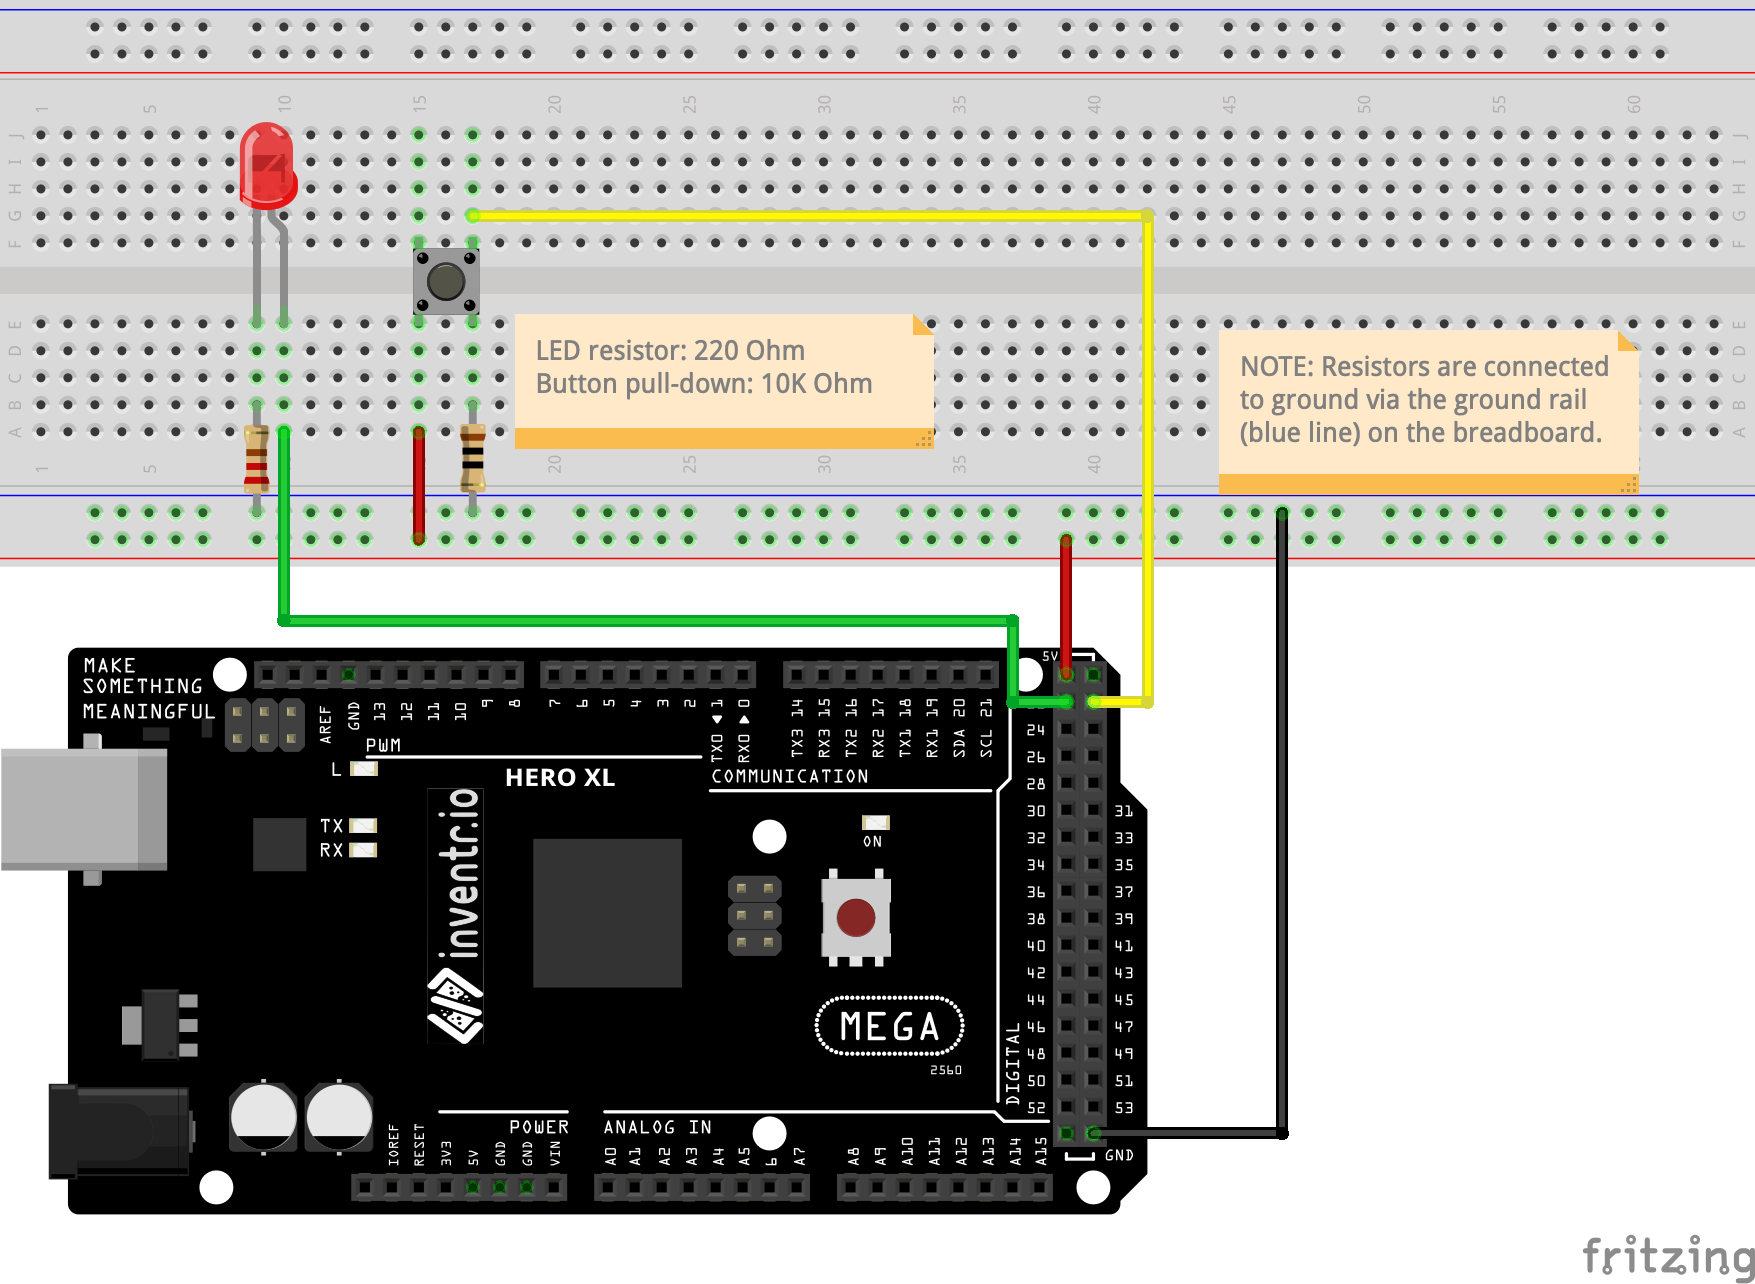 1 5 10 15 20 25 30 35 40 45 50 55 60
J J
I I
H H
G G
F F
E E
D D
C C
B B
A A
LED resistor: 220 Ohm
Button pull-down: 10K Ohm
NOTE: Resistors are connected
to ground via the ground rail
(blue line) on the breadboard.
1 5 20 25 30 35 40
MAKE
SOMETHING
MEANINGFUL
5V
AREF GND 13 12 11 10 9 8
7 6 5 4 3 2 TX0 1 RX0 0
TX3 14 RX3 15 TX2 16 RX2 17 TX1 18 RX1 19 SDA 20 SCL 21
PWM
L
HERO XL
COMMUNICATION
TX
RX
inventr.io
ON
24
26
28
30 31
32 33
34 35
36 37
38 39
40 41
42 43
44 45
46 47
48 49
50 51
52 53
DIGITAL
MEGA
2560
POWER
ANALOG IN
GND
IOREF RESET 3V3 5V GND GND VIN
A0 A1 A2 A3 A4 A5 6 A7
A8 A9 A10 A11 A12 A13 A14 A15
fritzing